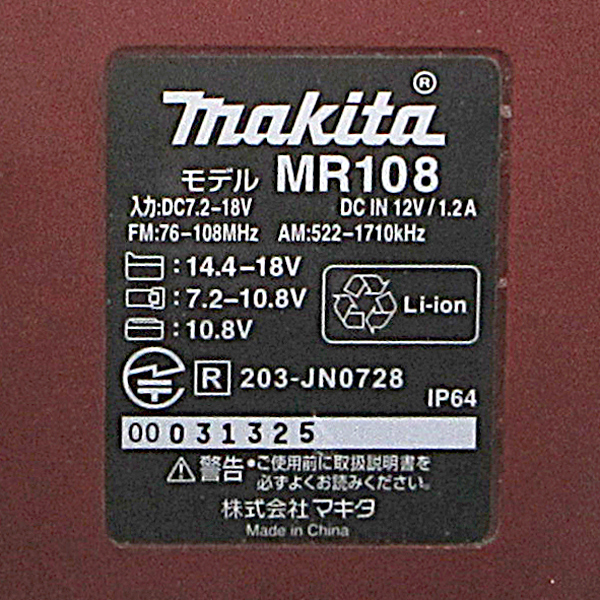 makita®
モデル MR108
入力:DC7.2-18V DC IN 12V/1.2A
FM:76-108MHz AM:522-1710kHz
:14.4-18V
:7.2-10.8V
:10.8V
Li-ion
R 203-JN0728
IP64
00031325
警告・ご使用前に取扱説明書を
必ずよくお読みください。
株式会社マキタ
Made in China